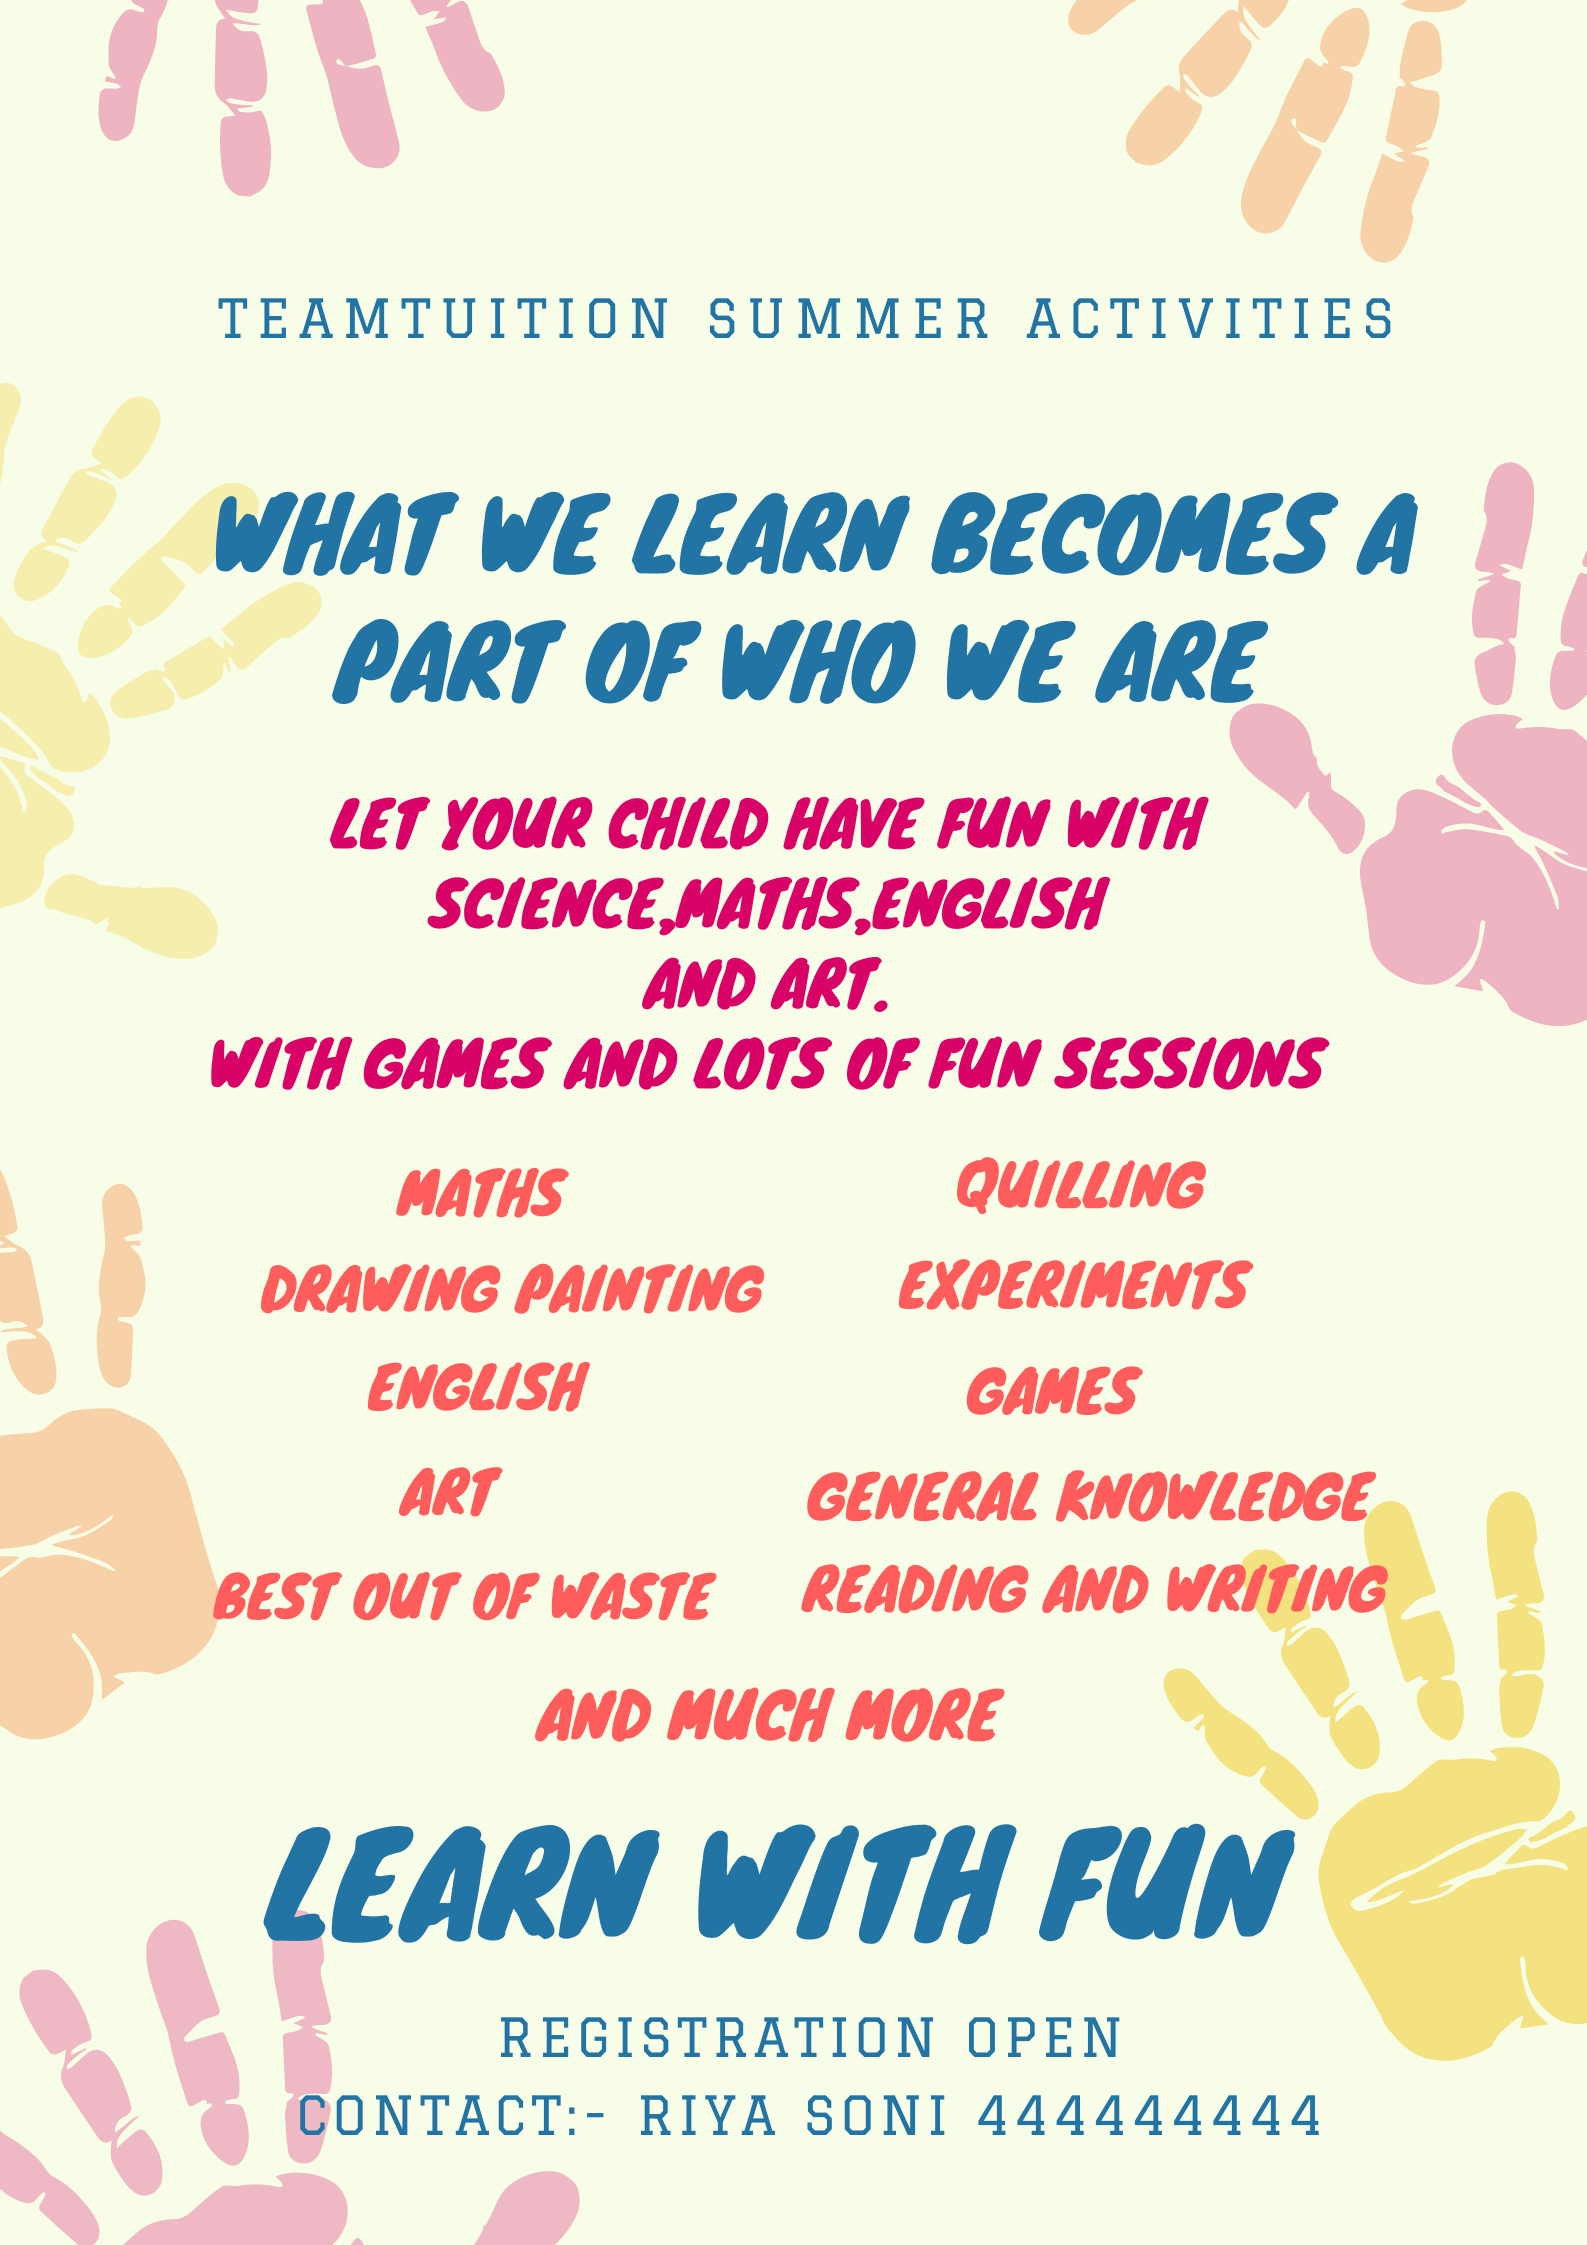 TEAMTUITION SUMMER ACTIVITIES
WHAT WE LEARN BECOMES A
PART OF WHO WE ARE
LET YOUR CHILD HAVE FUN WITH
SCIENCE,MATHS,ENGLISH
AND ART.
WITH GAMES AND LOTS OF FUN SESSIONS
MATHS
DRAWING PAINTING
ENGLISH
ART
BEST OUT OF WASTE
QUILLING
EXPERIMENTS
GAMES
GENERAL KNOWLEDGE
READING AND WRITING
AND MUCH MORE
LEARN WITH FUN
REGISTRATION OPEN
CONTACT:- RIYA SONI 444444444